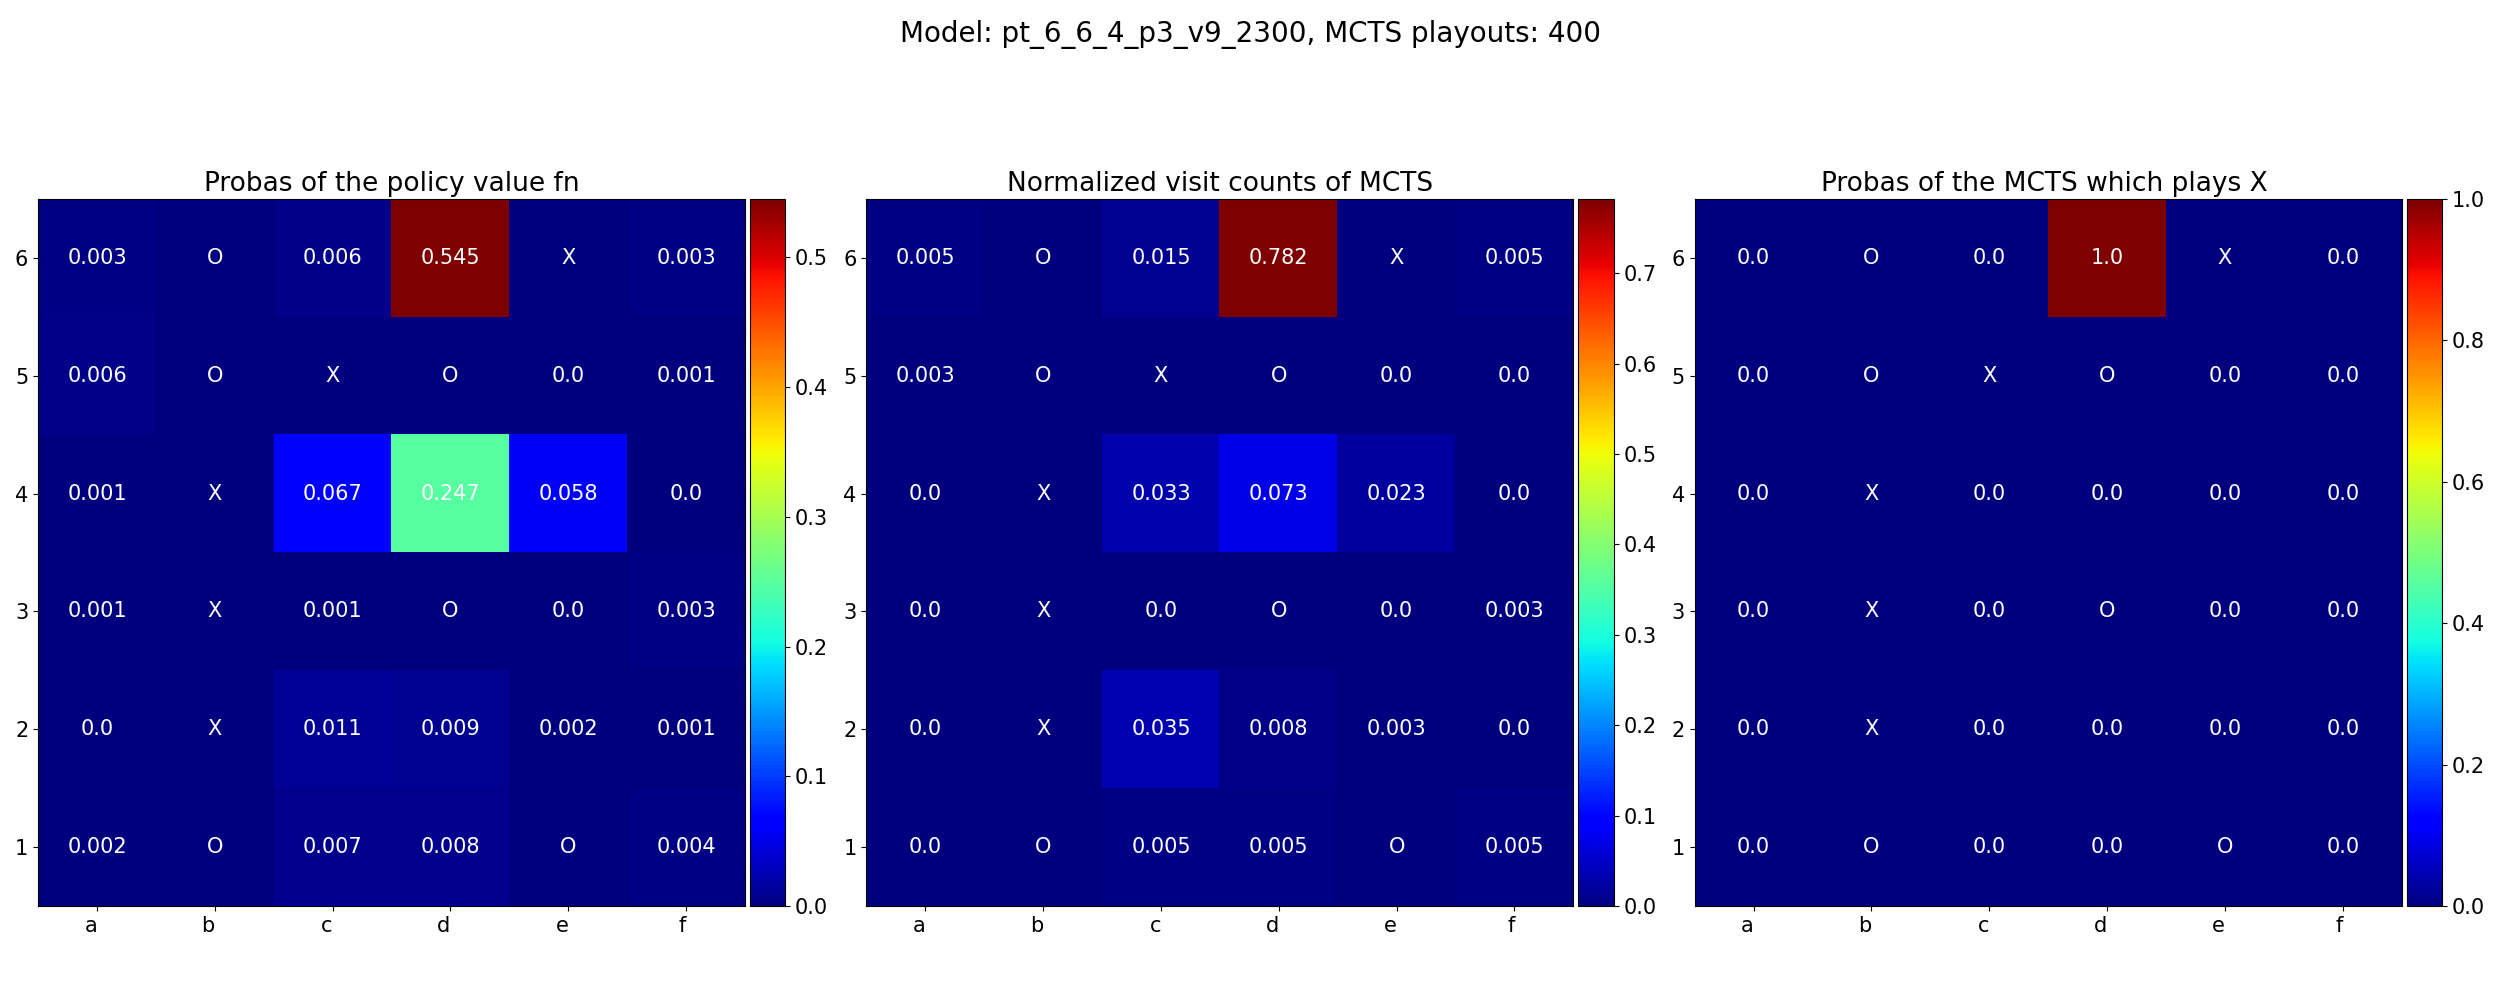 Model: pt_6_6_4_p3_v9_2300, MCTS playouts: 400
Probas of the policy value fn
6 0.003 O 0.006 0.545 X 0.003
5 0.006 O X O 0.0 0.001
4 0.001 X 0.067 0.247 0.058 0.0
3 0.001 X 0.001 O 0.0 0.003
2 0.0 X 0.011 0.009 0.002 0.001
1 0.002 O 0.007 0.008 O 0.004
a b c d e f
0.5
0.4
0.3
0.2
0.1
0.0
Normalized visit counts of MCTS
6 0.005 O 0.015 0.782 X 0.005
5 0.003 O X O 0.0 0.0
4 0.0 X 0.033 0.073 0.023 0.0
3 0.0 X 0.0 O 0.0 0.003
2 0.0 X 0.035 0.008 0.003 0.0
1 0.0 O 0.005 0.005 O 0.005
a b c d e f
0.7
0.6
0.5
0.4
0.3
0.2
0.1
0.0
Probas of the MCTS which plays X
6 0.0 O 0.0 1.0 X 0.0
5 0.0 O X O 0.0 0.0
4 0.0 X 0.0 0.0 0.0 0.0
3 0.0 X 0.0 O 0.0 0.0
2 0.0 X 0.0 0.0 0.0 0.0
1 0.0 O 0.0 0.0 O 0.0
a b c d e f
1.0
0.8
0.6
0.4
0.2
0.0